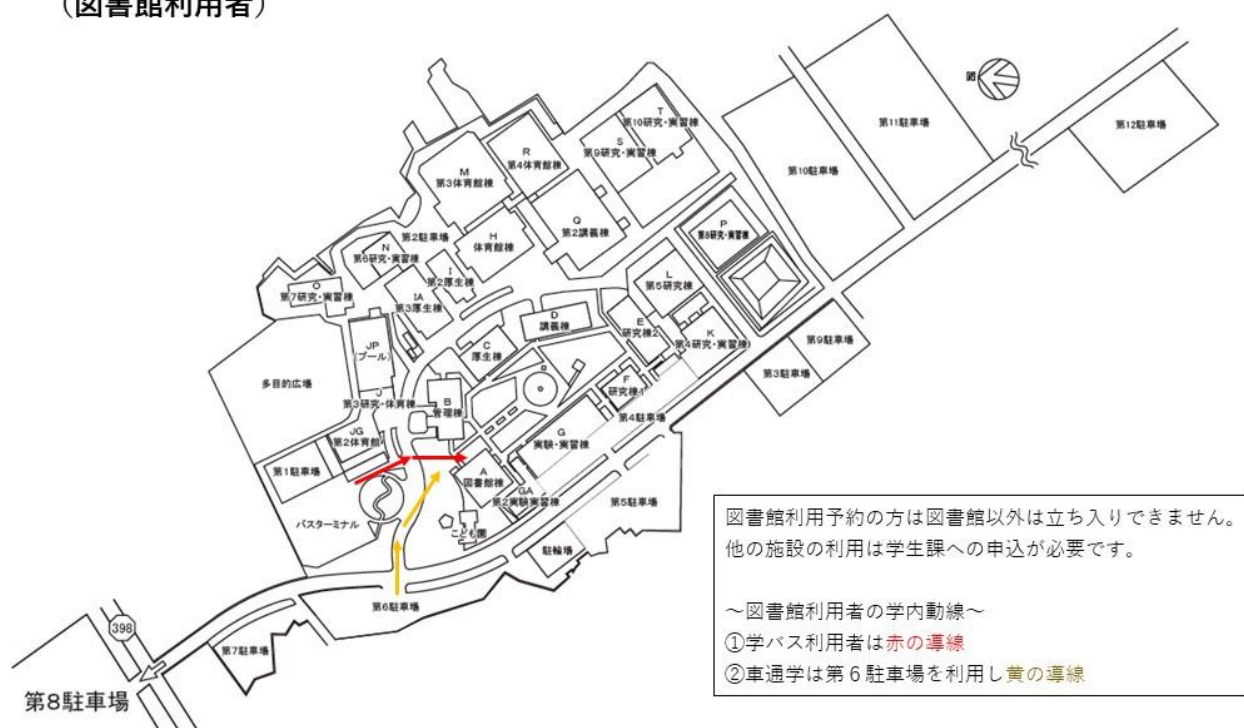 （図書館利用者）
T
第10研究・実習棟
S
第9研究・実習棟
R
第4体育館棟
M
第3体育館棟
Q
第2講義棟
H
体育館棟
第2駐車場
N
第6研究・実習棟
I
第2厚生棟
IA
第3厚生棟
O
第7研究・実習棟
第11駐車場
第12駐車場
第10駐車場
P
第8研究・実習棟
L
第5研究棟
D
講義棟
E
研究棟2
K
第4研究・実習棟
C
厚生棟
JP
(プール)
J
第3研究・体育棟
多目的広場
B
管理棟
F
研究棟1
第9駐車場
第3駐車場
第4駐車場
JG
第2体育館
G
実験・実習棟
第1駐車場
A
図書館棟
GA
第2実験実習棟
第5駐車場
バスターミナル
こども園
駐輪場
第6駐車場
398
第7駐車場
第8駐車場
図書館利用予約の方は図書館以外は立ち入りできません。
他の施設の利用は学生課への申込が必要です。
～図書館利用者の学内動線～
①学バス利用者は赤の導線
②車通学は第６駐車場を利用し黄の導線